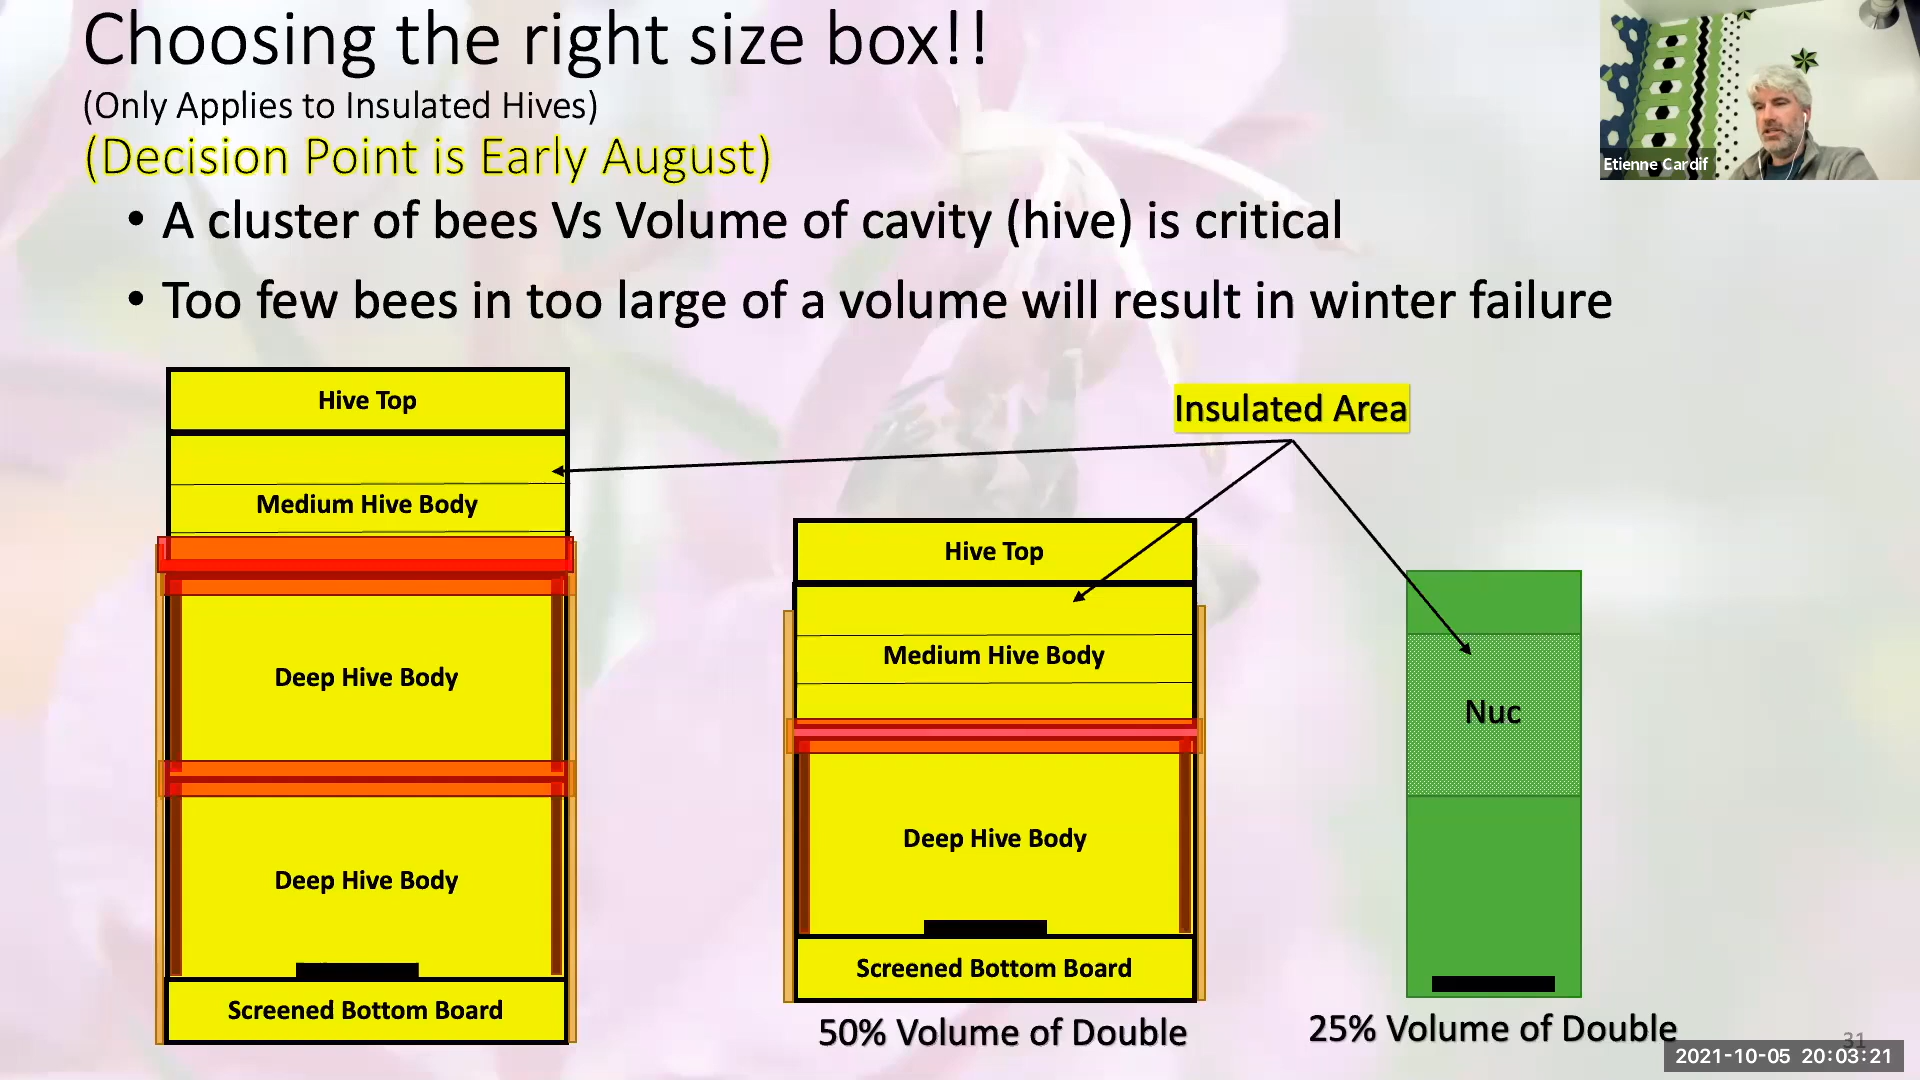 Choosing the right size box!!
(Only Applies to Insulated Hives)
(Decision Point is Early August)
• A cluster of bees Vs Volume of cavity (hive) is critical
• Too few bees in too large of a volume will result in winter failure
Etienne Cardif
Insulated Area
Hive Top
Medium Hive Body
Deep Hive Body
Deep Hive Body
Screened Bottom Board
Hive Top
Medium Hive Body
Deep Hive Body
Screened Bottom Board
50% Volume of Double
Nuc
25% Volume of Double
31
2021-10-05 20:03:21